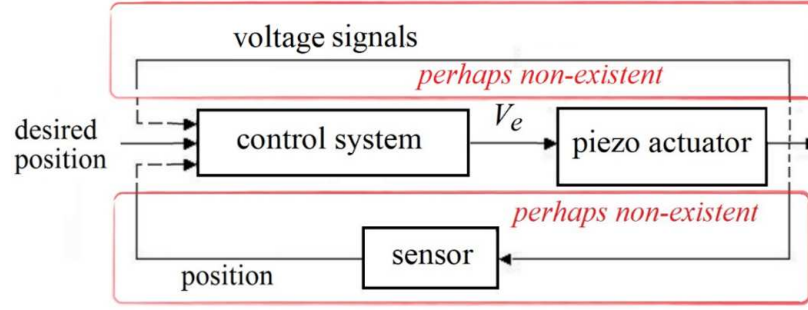 voltage signals
perhaps non-existent
desired
position
control system
Ve
piezo actuator
perhaps non-existent
sensor
position